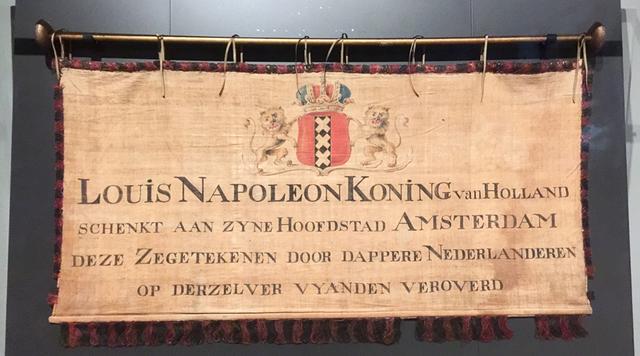 Louis Napoleon Koning van Holland
schenkt aan zyne Hoofdstad Amsterdam
deze Zegetekenen door dappere Nederlanderen
op derzelver vyanden veroverd